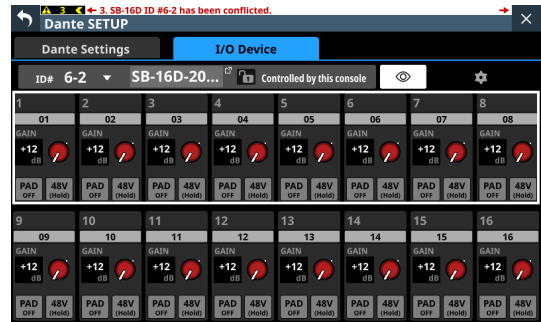 3 ← 3. SB-16D ID #6-2 has been conflicted. →
Dante SETUP
Dante Settings I/O Device
ID# 6-2 SB-16D-20... Controlled by this console
1 2 3 4 5 6 7 8
01 02 03 04 05 06 07 08
GAIN GAIN GAIN GAIN GAIN GAIN GAIN GAIN
+12 +12 +12 +12 +12 +12 +12 +12
dB dB dB dB dB dB dB dB
PAD 48V PAD 48V PAD 48V PAD 48V PAD 48V PAD 48V PAD 48V PAD 48V
OFF (Hold) OFF (Hold) OFF (Hold) OFF (Hold) OFF (Hold) OFF (Hold) OFF (Hold) OFF (Hold)
9 10 11 12 13 14 15 16
09 10 11 12 13 14 15 16
GAIN GAIN GAIN GAIN GAIN GAIN GAIN GAIN
+12 +12 +12 +12 +12 +12 +12 +12
dB dB dB dB dB dB dB dB
PAD 48V PAD 48V PAD 48V PAD 48V PAD 48V PAD 48V PAD 48V PAD 48V
OFF (Hold) OFF (Hold) OFF (Hold) OFF (Hold) OFF (Hold) OFF (Hold) OFF (Hold) OFF (Hold)